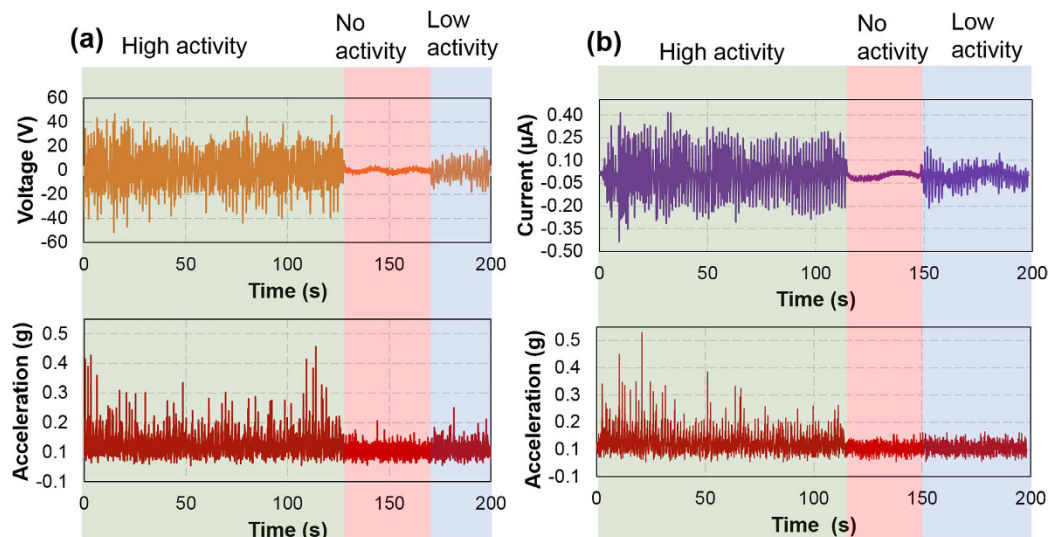 (a)
High activity
No
activity
Low
activity
Voltage (V)
60
40
20
0
-20
-40
-60
0
50
100
150
200
Time (s)
Acceleration (g)
0.5
0.4
0.3
0.2
0.1
-0.1
0
50
100
150
200
Time (s)
(b)
High activity
No
activity
Low
activity
Current (µA)
0.40
0.25
0.10
-0.05
-0.20
-0.35
-0.50
0
50
100
150
200
Time (s)
Acceleration (g)
0.5
0.4
0.3
0.2
0.1
-0.1
0
50
100
150
200
Time (s)